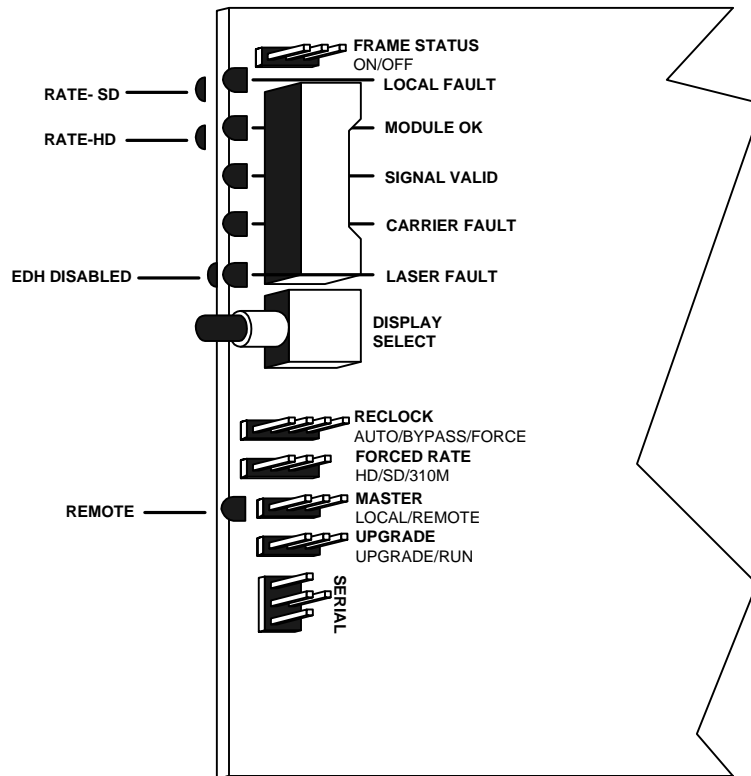 FRAME STATUS
ON/OFF
LOCAL FAULT
RATE- SD
RATE-HD
MODULE OK
SIGNAL VALID
CARRIER FAULT
EDH DISABLED
LASER FAULT
DISPLAY
SELECT
RECLOCK
AUTO/BYPASS/FORCE
FORCED RATE
HD/SD/310M
REMOTE
MASTER
LOCAL/REMOTE
UPGRADE
UPGRADE/RUN
SERIAL